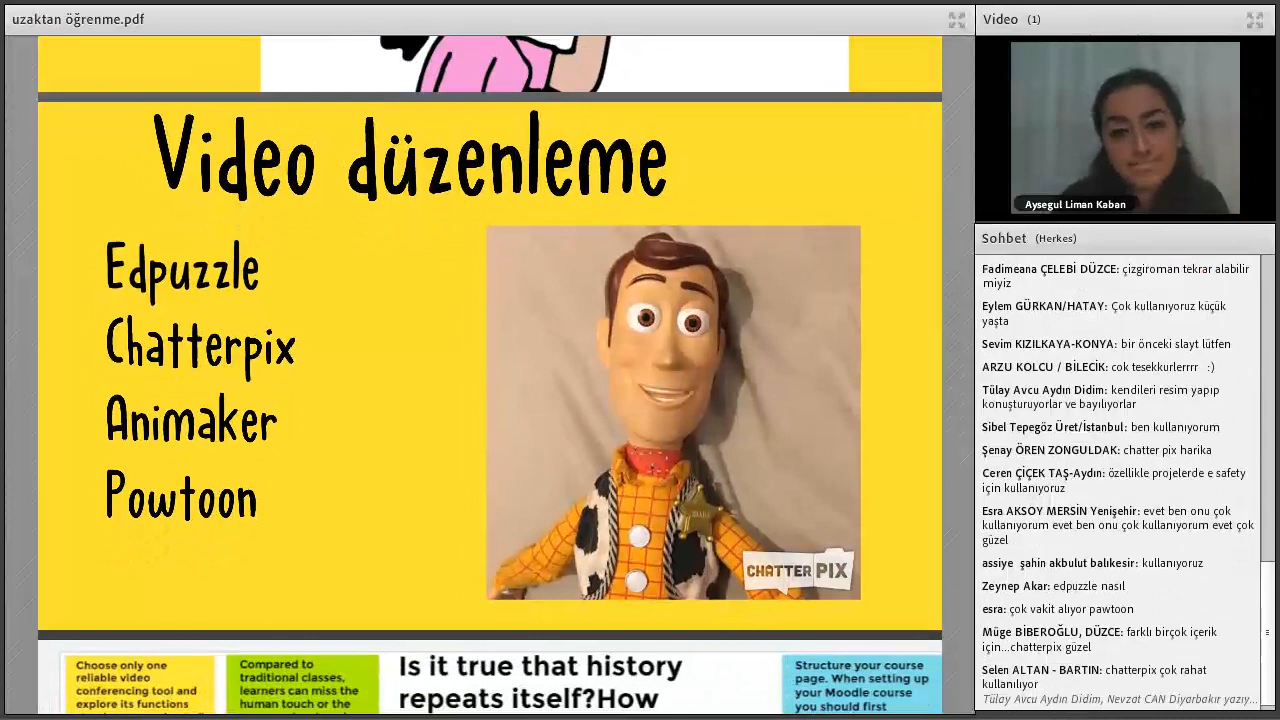 uzaktan öğrenme.pdf
Video düzenleme
Edpuzzle
Chatterpix
Animaker
Powtoon
CHATTER PIX
Choose only one
reliable video
conferencing tool and
explore its functions
Compared to
traditional classes,
learners can miss the
human touch or the
Is it true that history
repeats itself?How
Structure your course
page. When setting up
your Moodle course
you should first
Video (1)
Aysegul Liman Kaban
Sohbet (Herkes)
Fadimeana ÇELEBİ DÜZCE: çizgiroman tekrar alabilir
miyiz
Eylem GÜRKAN/HATAY: Çok kullanıyoruz küçük
yaşta
Sevim KIZILKAYA-KONYA: bir önceki slayt lütfen
ARZU KOLCU / BİLECİK: cok tesekkurlerrrr :)
Tülay Avcu Aydın Didim: kendileri resim yapıp
konuşturuyorlar ve bayılıyorlar
Sibel Tepegöz Üret/İstanbul: ben kullanıyorum
Şenay ÖREN ZONGULDAK: chatter pix harika
Ceren ÇİÇEK TAŞ-Aydın: özellikle projelerde e safety
için kullanıyoruz
Esra AKSOY MERSİN Yenişehir: evet ben onu çok
kullanıyorum evet ben onu çok kullanıyorum evet çok
güzel
assiye şahin akbulut balıkesir: kullanıyoruz
Zeynep Akar: edpuzzle nasıl
esra: çok vakit alıyor pawtoon
Müge BİBEROĞLU, DÜZCE: farklı birçok içerik
için...chatterpix güzel
Selen ALTAN - BARTIN: chatterpix çok rahat
kullanılıyor
Tülay Avcu Aydın Didim, Nevzat CAN Diyarbakır yazıy...